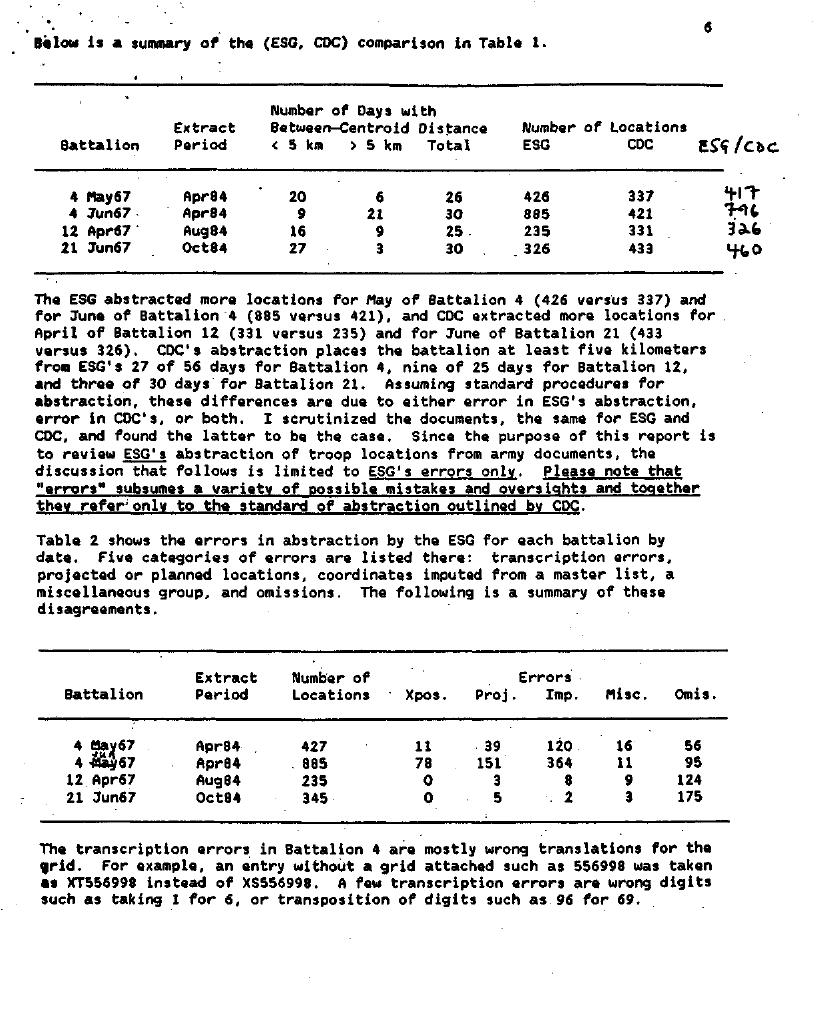 6
Below is a summary of the (ESG, CDC) comparison in Table 1.
Number of Days with
Extract Between-Centroid Distance Number of Locations
Battalion Period < 5 km > 5 km Total ESG CDC ESG/CDC
4 May67 Apr84 20 6 26 426 337 417
4 Jun67 Apr84 9 21 30 885 421 796
12 Apr67 Aug84 16 9 25 235 331 326
21 Jun67 Oct84 27 3 30 326 433 460
The ESG abstracted more locations for May of Battalion 4 (426 versus 337) and
for June of Battalion 4 (885 versus 421), and CDC extracted more locations for
April of Battalion 12 (331 versus 235) and for June of Battalion 21 (433
versus 326). CDC's abstraction places the battalion at least five kilometers
from ESG's 27 of 56 days for Battalion 4, nine of 25 days for Battalion 12,
and three of 30 days for Battalion 21. Assuming standard procedures for
abstraction, these differences are due to either error in ESG's abstraction,
error in CDC's, or both. I scrutinized the documents, the same for ESG and
CDC, and found the latter to be the case. Since the purpose of this report is
to review ESG's abstraction of troop locations from army documents, the
discussion that follows is limited to ESG's errors only. Please note that
"errors" subsumes a variety of possible mistakes and oversights and together
they refer only to the standard of abstraction outlined by CDC.
Table 2 shows the errors in abstraction by the ESG for each battalion by
date. Five categories of errors are listed there: transcription errors,
projected or planned locations, coordinates imputed from a master list, a
miscellaneous group, and omissions. The following is a summary of these
disagreements.
Extract Number of Errors
Battalion Period Locations Xpos. Proj. Imp. Misc. Omis.
4 May67 Apr84 427 11 39 120 16 56
Jun
4 May67 Apr84 885 78 151 364 11 95
12 Apr67 Aug84 235 0 3 8 9 124
21 Jun67 Oct84 345 0 5 2 3 175
The transcription errors in Battalion 4 are mostly wrong translations for the
grid. For example, an entry without a grid attached such as 556998 was taken
as XT556998 instead of XS556998. A few transcription errors are wrong digits
such as taking 1 for 6, or transposition of digits such as 96 for 69.